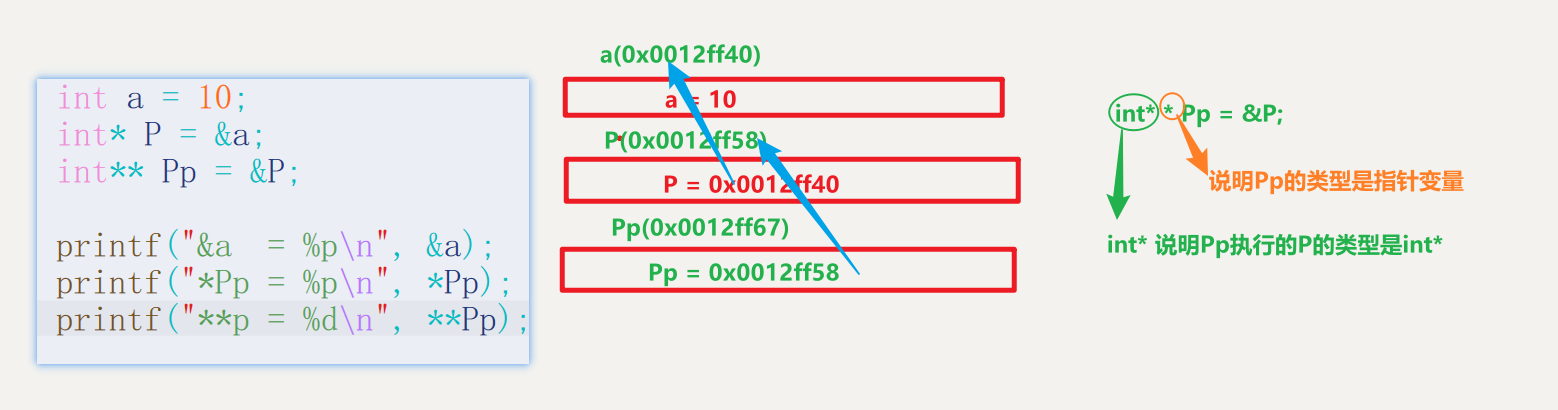 int a = 10;
int* P = &a;
int** Pp = &P;
printf("&a  = %p\n", &a);
printf("*Pp = %p\n", *Pp);
printf("**p = %d\n", **Pp);
a(0x0012ff40)
a = 10
P(0x0012ff58)
P = 0x0012ff40
Pp(0x0012ff67)
Pp = 0x0012ff58
int* * Pp = &P;
说明Pp的类型是指针变量
int* 说明Pp执行的P的类型是int*